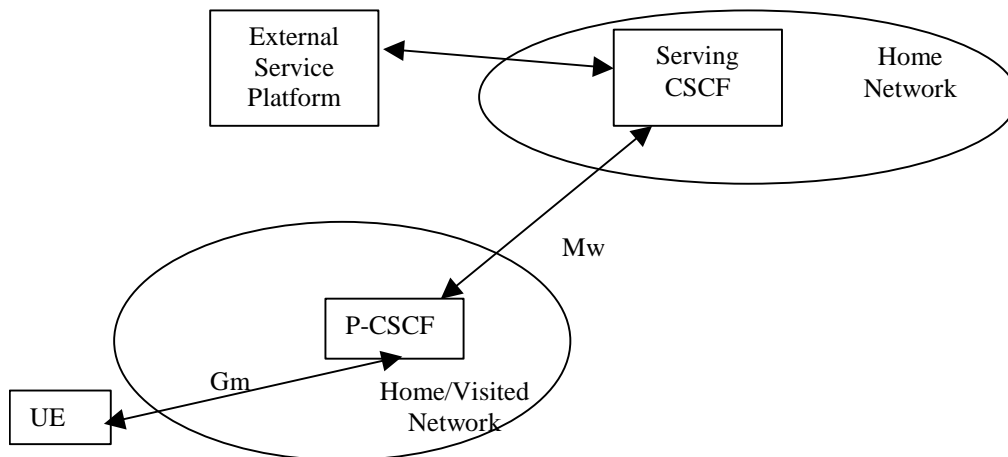 External
Service
Platform
Serving
CSCF
Home
Network
Mw
P-CSCF
Gm
Home/Visited
Network
UE